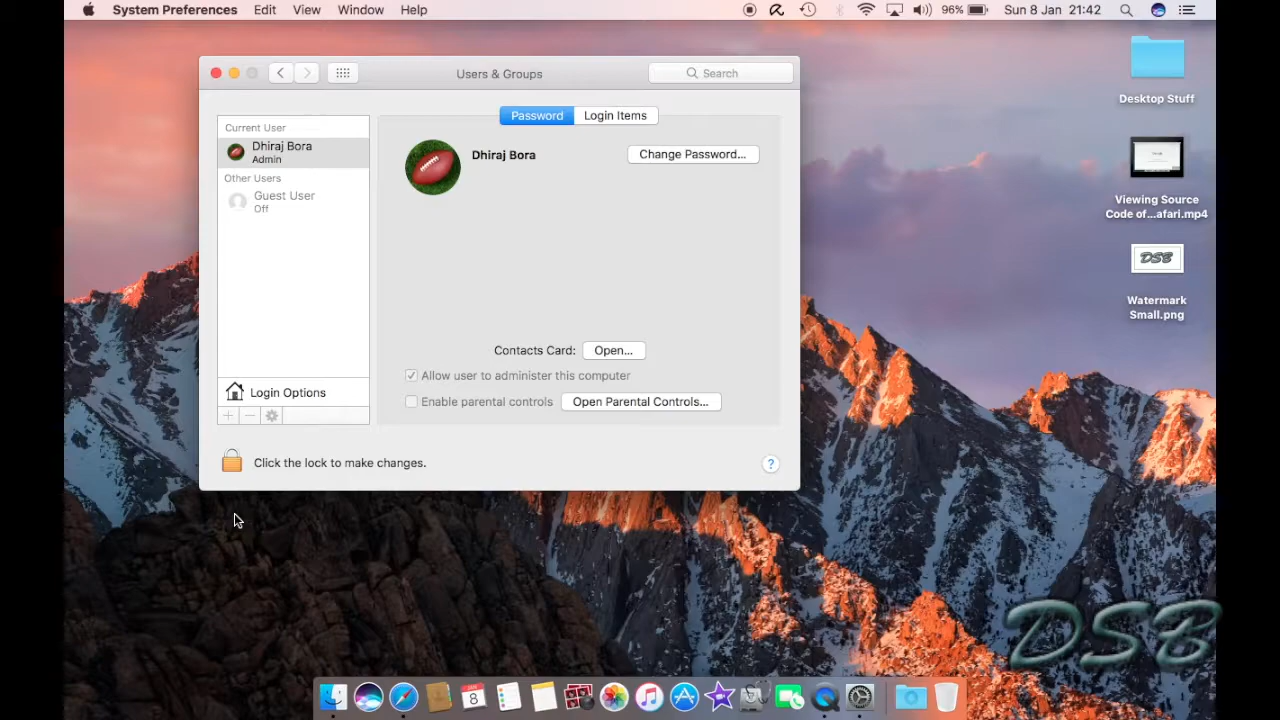 System Preferences Edit View Window Help 96% Sun 8 Jan 21:42
Users & Groups
Search
Password Login Items
Current User
Dhiraj Bora
Admin
Other Users
Guest User
Off
Login Options
Dhiraj Bora
Change Password...
Contacts Card: Open...
Allow user to administer this computer
Enable parental controls Open Parental Controls...
Click the lock to make changes.
?
Desktop Stuff
Viewing Source
Code of...afari.mp4
DSB
Watermark
Small.png
JAN
8
DSB